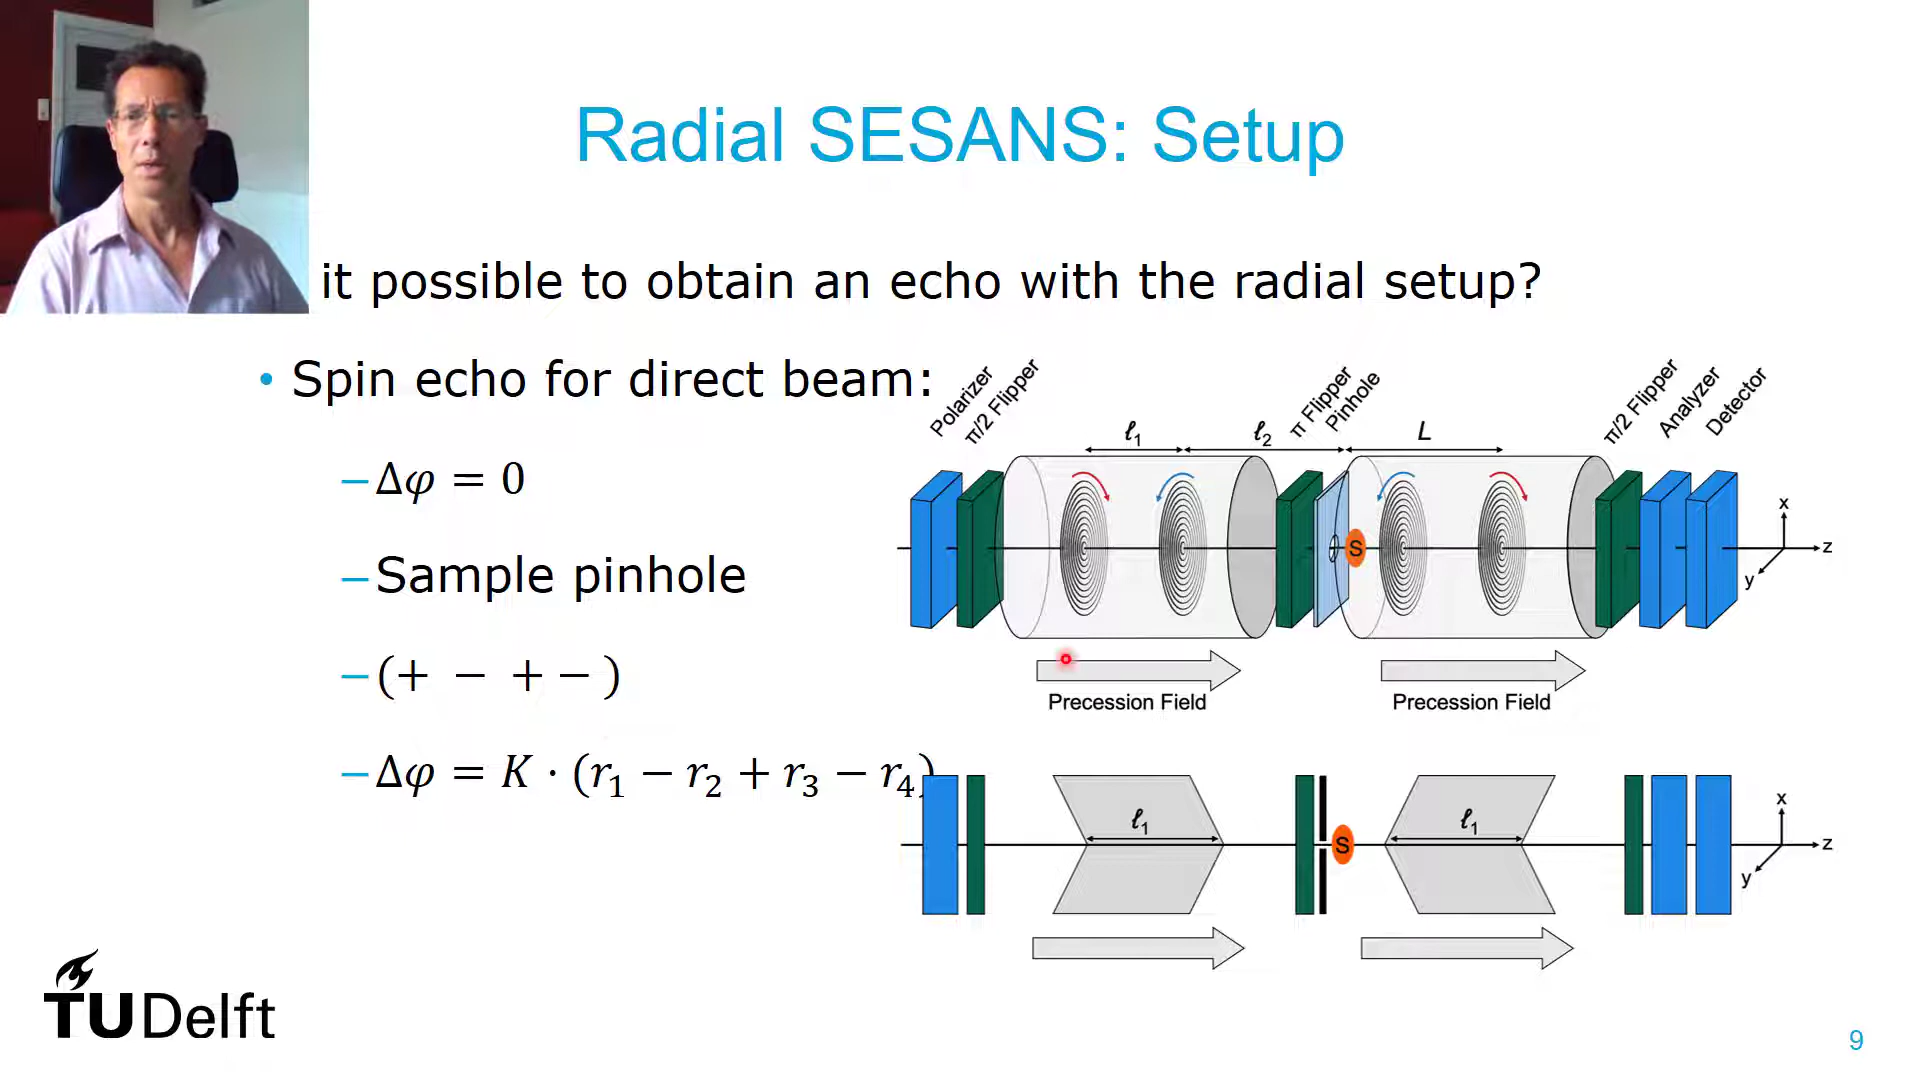 Radial SESANS: Setup
it possible to obtain an echo with the radial setup?
• Spin echo for direct beam:
– Δφ = 0
– Sample pinhole
– (+ − + − )
– Δφ = K · (r₁ − r₂ + r₃ − r₄)
Polarizer
π/2 Flipper
π Flipper
Pinhole
π/2 Flipper
Analyzer
Detector
ℓ₁
ℓ₂
L
S
x
y
z
Precession Field
Precession Field
ℓ₁
S
ℓ₁
x
y
z
TU Delft
9